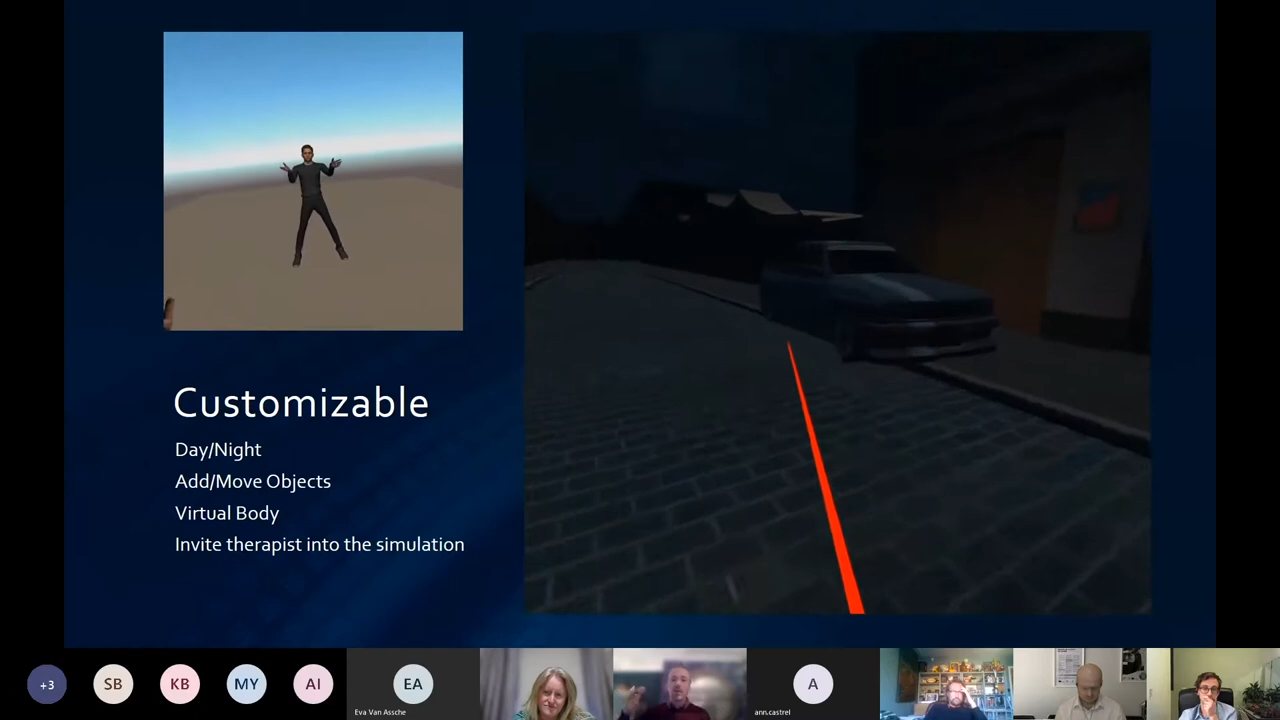 Customizable
Day/Night
Add/Move Objects
Virtual Body
Invite therapist into the simulation
+3
SB
KB
MY
AI
EA
Eva Van Assche
A
ann.castrel